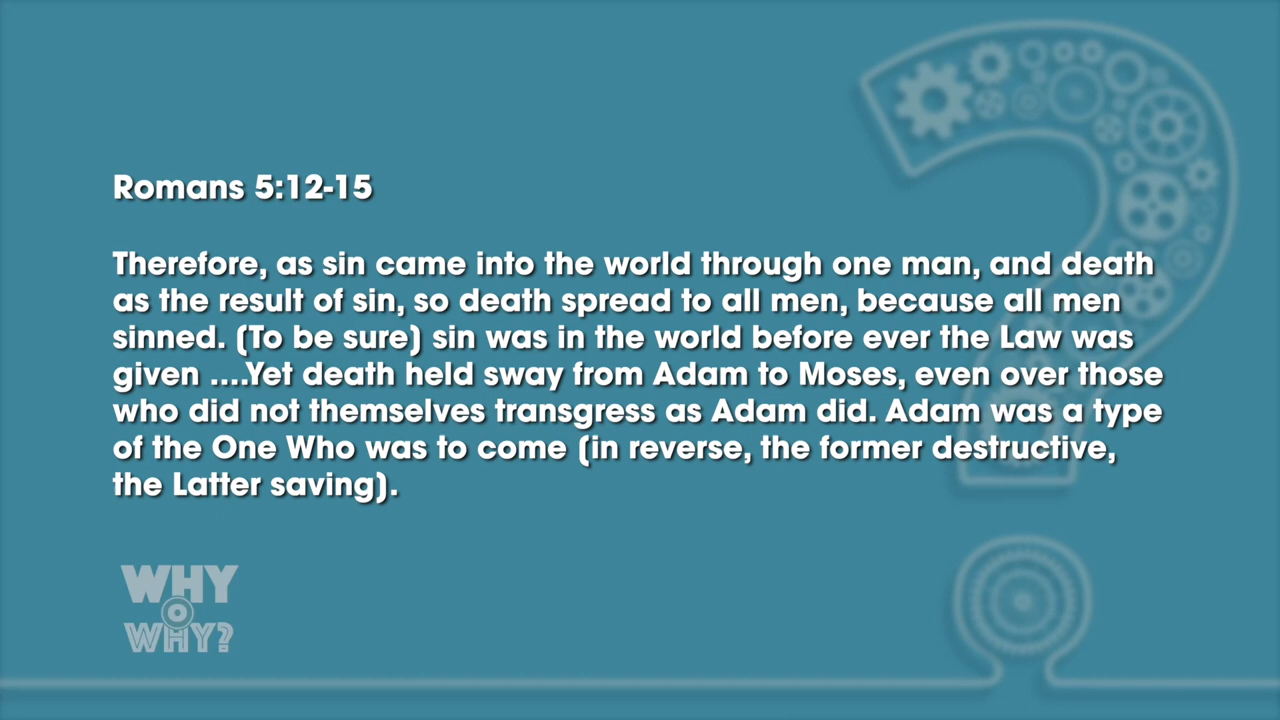 Romans 5:12-15
Therefore, as sin came into the world through one man, and death
as the result of sin, so death spread to all men, because all men
sinned. (To be sure) sin was in the world before ever the Law was
given ....Yet death held sway from Adam to Moses, even over those
who did not themselves transgress as Adam did. Adam was a type
of the One Who was to come (in reverse, the former destructive,
the Latter saving).
WHY
O
WHY?